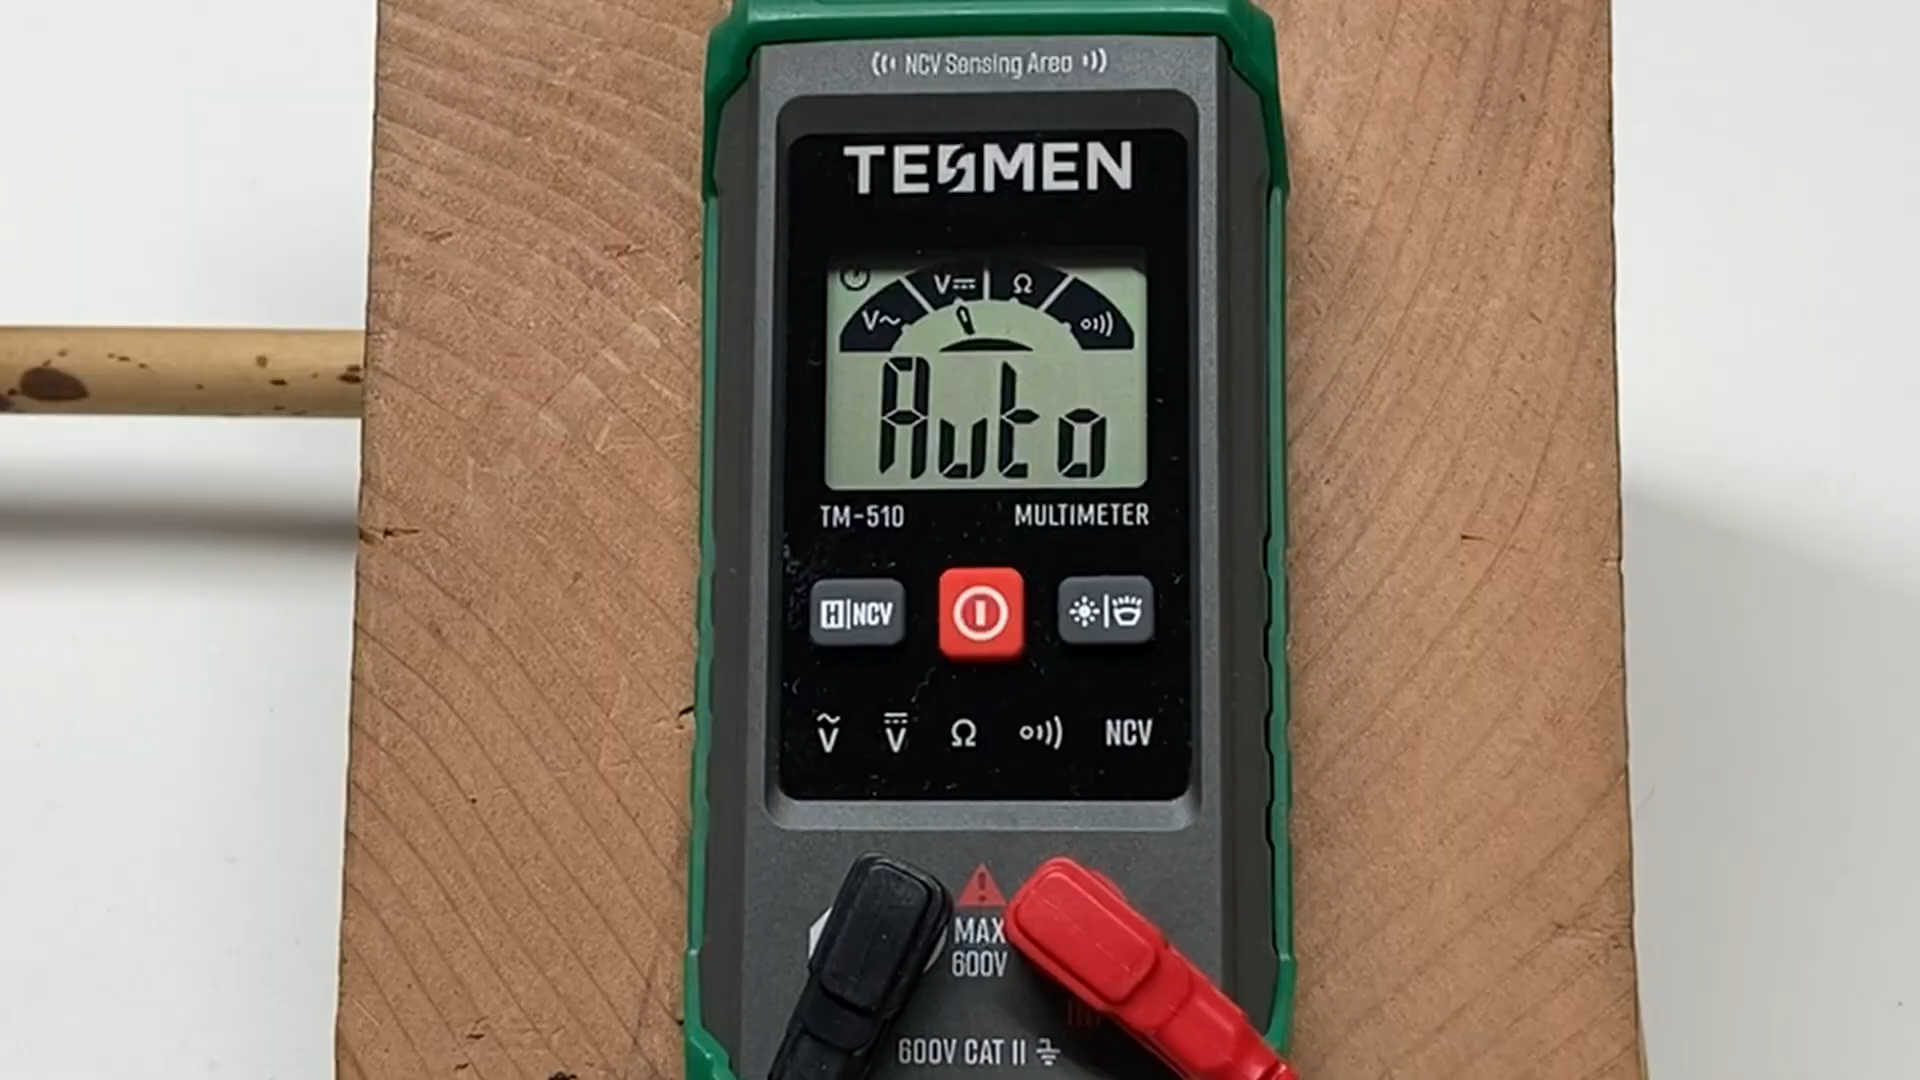 NCV Sensing Area
TESMEN
V⎓ Ω
V~
Auto
TM-510 MULTIMETER
H|NCV
V V Ω NCV
MAX
600V
600V CAT II